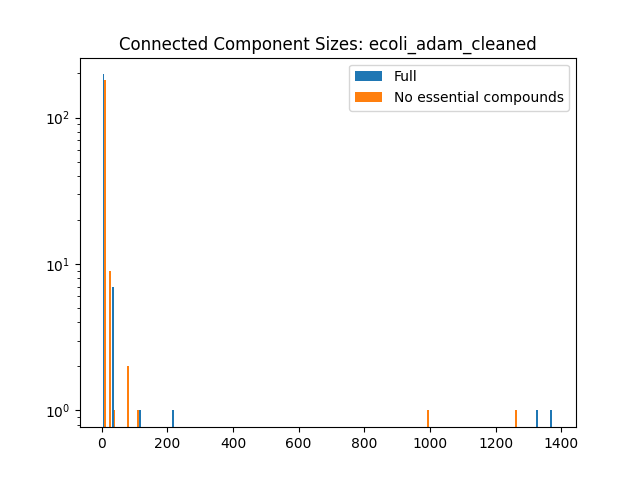 Connected Component Sizes: ecoli_adam_cleaned
Full
No essential compounds
10²
10¹
10⁰
0 200 400 600 800 1000 1200 1400